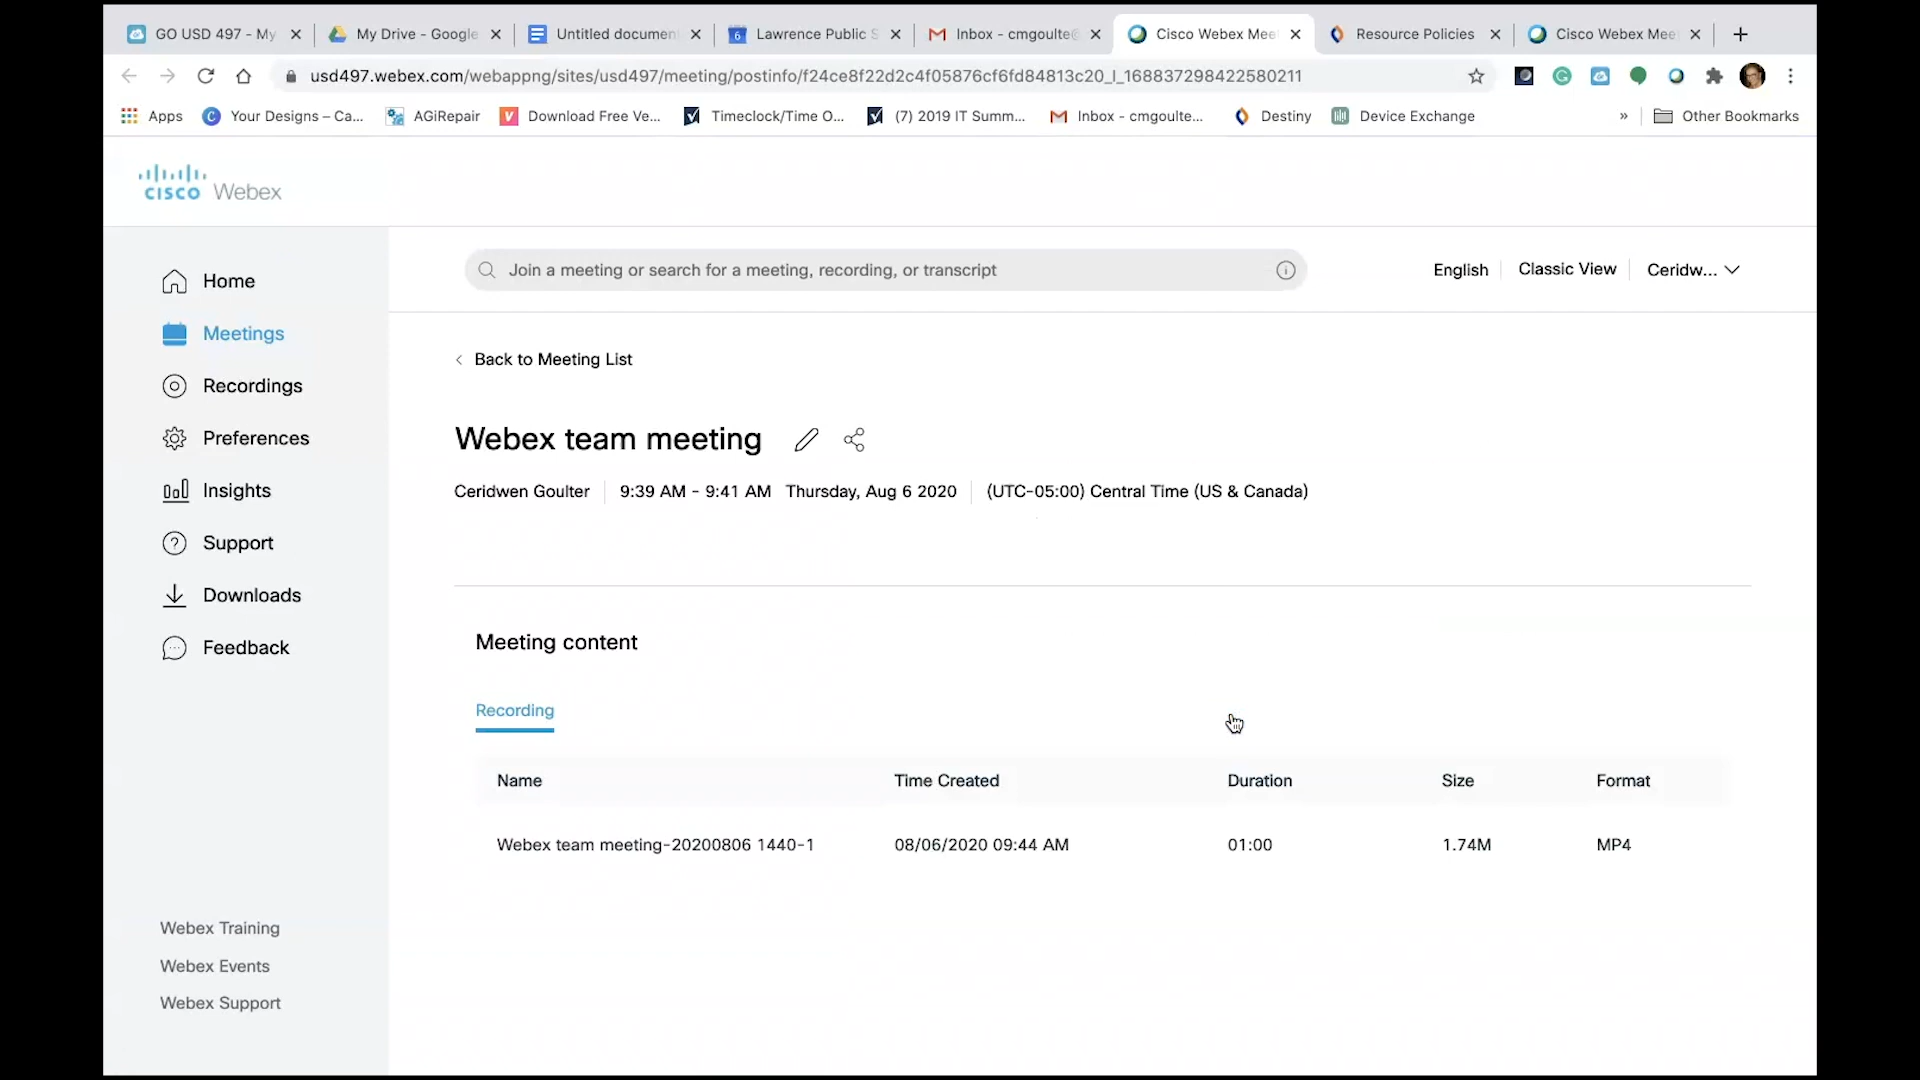 GO USD 497 - My
My Drive - Google
Untitled documen
Lawrence Public S
Inbox - cmgoulte@
Cisco Webex Mee
Resource Policies
Cisco Webex Mee
usd497.webex.com/webappng/sites/usd497/meeting/postinfo/f24ce8f22d2c4f05876cf6fd84813c20_I_168837298422580211
Apps
Your Designs – Ca...
AGiRepair
Download Free Ve...
Timeclock/Time O...
(7) 2019 IT Summ...
Inbox - cmgoulte...
Destiny
Device Exchange
»
Other Bookmarks
CISCO Webex
Join a meeting or search for a meeting, recording, or transcript
English
Classic View
Ceridw...
Home
Meetings
Recordings
Preferences
Insights
Support
Downloads
Feedback
Webex Training
Webex Events
Webex Support
Back to Meeting List
Webex team meeting
Ceridwen Goulter
9:39 AM - 9:41 AM Thursday, Aug 6 2020
(UTC-05:00) Central Time (US & Canada)
Meeting content
Recording
Name Time Created Duration Size Format
Webex team meeting-20200806 1440-1 08/06/2020 09:44 AM 01:00 1.74M MP4